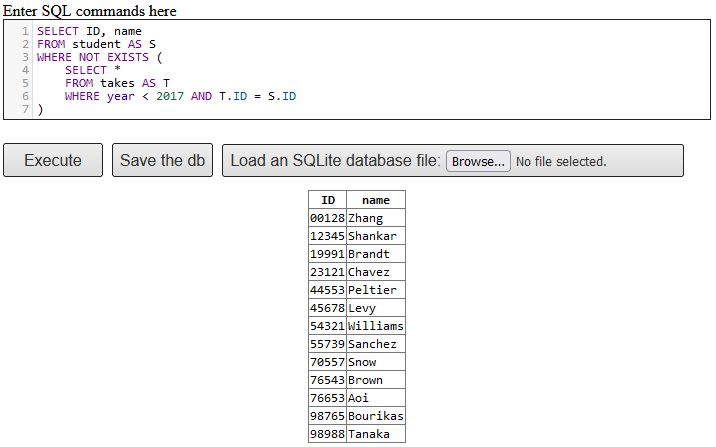 Enter SQL commands here
1 SELECT ID, name
2 FROM student AS S
3 WHERE NOT EXISTS (
4     SELECT *
5     FROM takes AS T
6     WHERE year < 2017 AND T.ID = S.ID
7 )
Execute Save the db Load an SQLite database file: Browse... No file selected.
ID name
00128 Zhang
12345 Shankar
19991 Brandt
23121 Chavez
44553 Peltier
45678 Levy
54321 Williams
55739 Sanchez
70557 Snow
76543 Brown
76653 Aoi
98765 Bourikas
98988 Tanaka